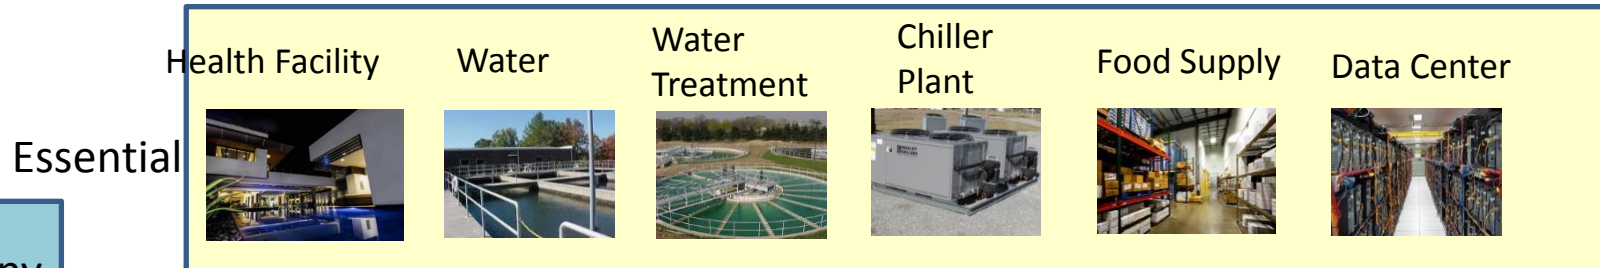 Health Facility
Water
Water
Treatment
Chiller
Plant
Food Supply
Data Center
Essential